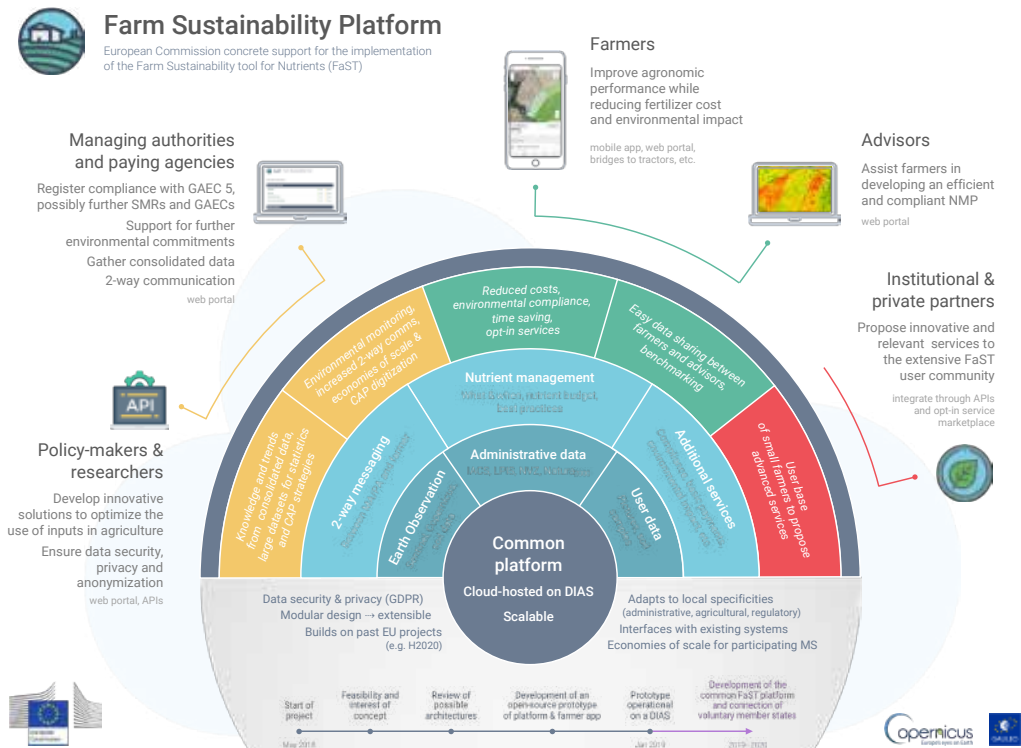 Farm Sustainability Platform
European Commission concrete support for the implementation
of the Farm Sustainability tool for Nutrients (FaST)
Farmers
Improve agronomic
performance while
reducing fertilizer cost
and environmental impact
mobile app, web portal,
bridges to tractors, etc.
Managing authorities
and paying agencies
Register compliance with GAEC 5,
possibly further SMRs and GAECs
Support for further
environmental commitments
Gather consolidated data
2-way communication
web portal
Advisors
Assist farmers in
developing an efficient
and compliant NMP
web portal
Institutional &
private partners
Propose innovative and
relevant services to
the extensive FaST
user community
integrate through APIs
and opt-in service
marketplace
API
Policy-makers &
researchers
Develop innovative
solutions to optimize the
use of inputs in agriculture
Ensure data security,
privacy and
anonymization
web portal, APIs
Knowledge and trends
from consolidated data,
large datasets for statistics
and CAP strategies
Environmental monitoring,
increased 2-way comms,
economies of scale &
CAP digitization
Reduced costs,
environmental compliance,
time saving,
opt-in services
Easy data sharing between
farmers and advisors,
benchmarking
User base
of small farmers to propose
advanced services
2-way messaging
Nutrient management
best practices
Additional services
Earth Observation
Administrative data
User data
Common
platform
Cloud-hosted on DIAS
Scalable
Data security & privacy (GDPR)
Modular design → extensible
Builds on past EU projects
(e.g. H2020)
Adapts to local specificities
(administrative, agricultural, regulatory)
Interfaces with existing systems
Economies of scale for participating MS
Start of
project
Feasibility and
interest of
concept
Review of
possible
architectures
Development of an
open-source prototype
of platform & farmer app
Prototype
operational
on a DIAS
Development of the
common FaST platform
and connection of
voluntary member states
Jan 2019
2019- 2020
European
Commission
opernicus
Europe's eyes on Earth
GALILEO